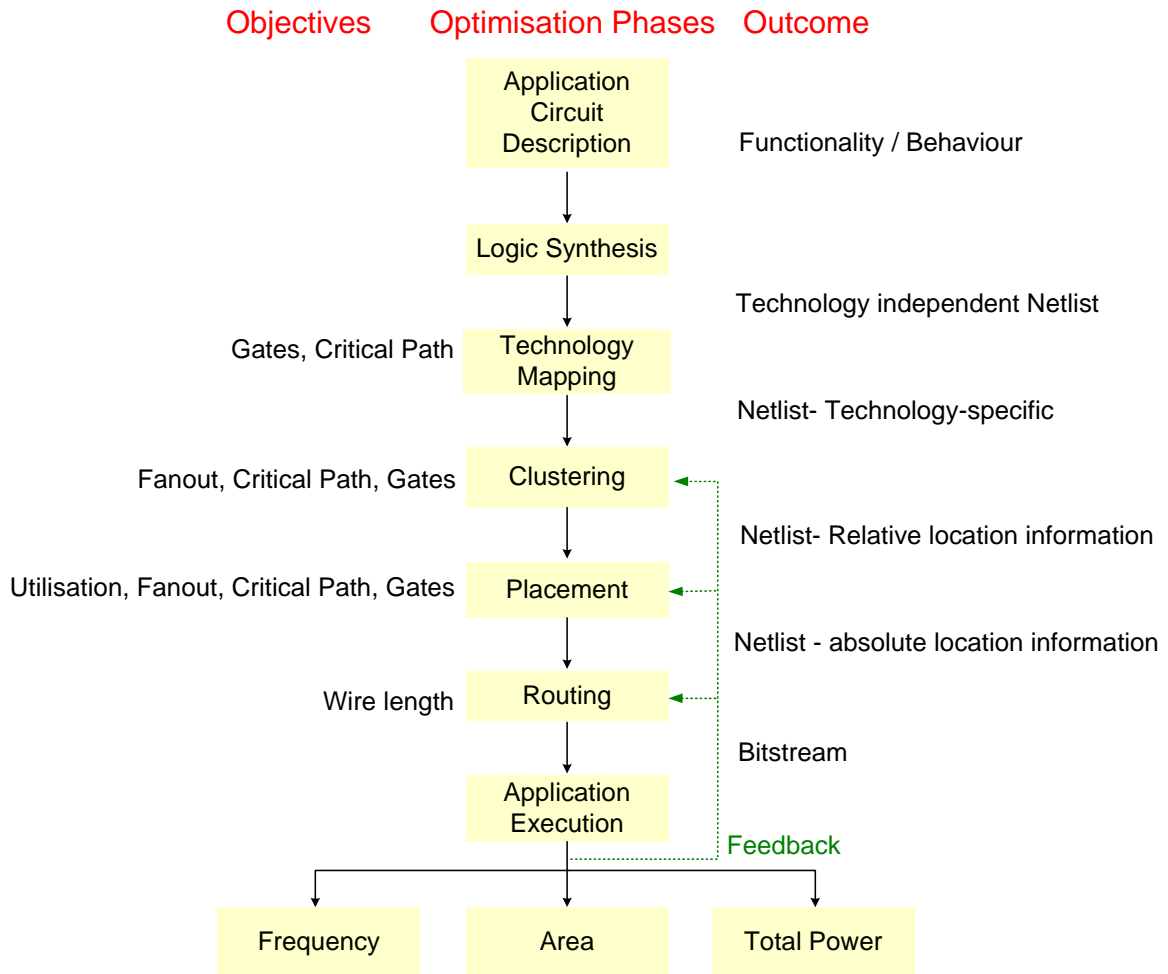 Objectives
Optimisation Phases
Outcome
Application
Circuit
Description
Functionality / Behaviour
Logic Synthesis
Technology independent Netlist
Gates, Critical Path
Technology
Mapping
Netlist- Technology-specific
Fanout, Critical Path, Gates
Clustering
Netlist- Relative location information
Utilisation, Fanout, Critical Path, Gates
Placement
Netlist - absolute location information
Wire length
Routing
Bitstream
Application
Execution
Feedback
Frequency
Area
Total Power